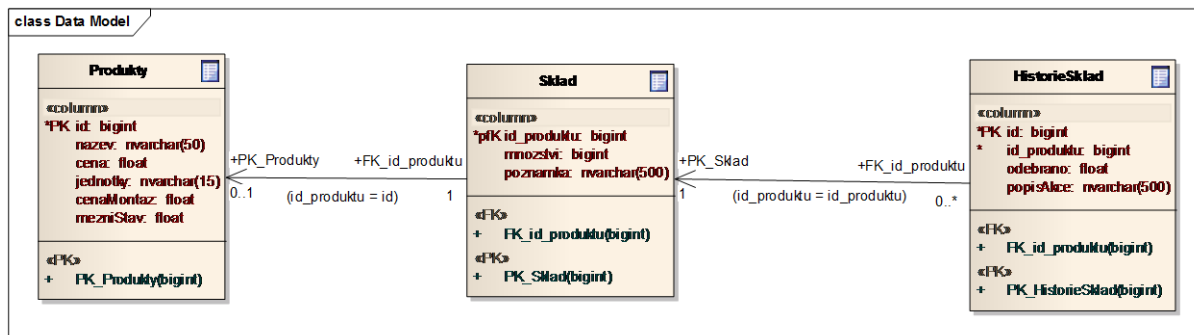 class Data Model
Produkty
«column»
*PK id: bigint
nazev: nvarchar(50)
cena: float
jednotky: nvarchar(15)
cenaMontaz: float
mezniStav: float
«PK»
+ PK_Produkty(bigint)
+PK_Produkty
0..1
+FK_id_produktu
1
(id_produktu = id)
Sklad
«column»
*pfK id_produktu: bigint
mnozstvi: bigint
poznamka: nvarchar(500)
«FK»
+ FK_id_produktu(bigint)
«PK»
+ PK_Sklad(bigint)
+PK_Sklad
1
+FK_id_produktu
0..*
(id_produktu = id_produktu)
HistorieSklad
«column»
*PK id: bigint
* id_produktu: bigint
odebrano: float
popisAkce: nvarchar(500)
«FK»
+ FK_id_produktu(bigint)
«PK»
+ PK_HistorieSklad(bigint)